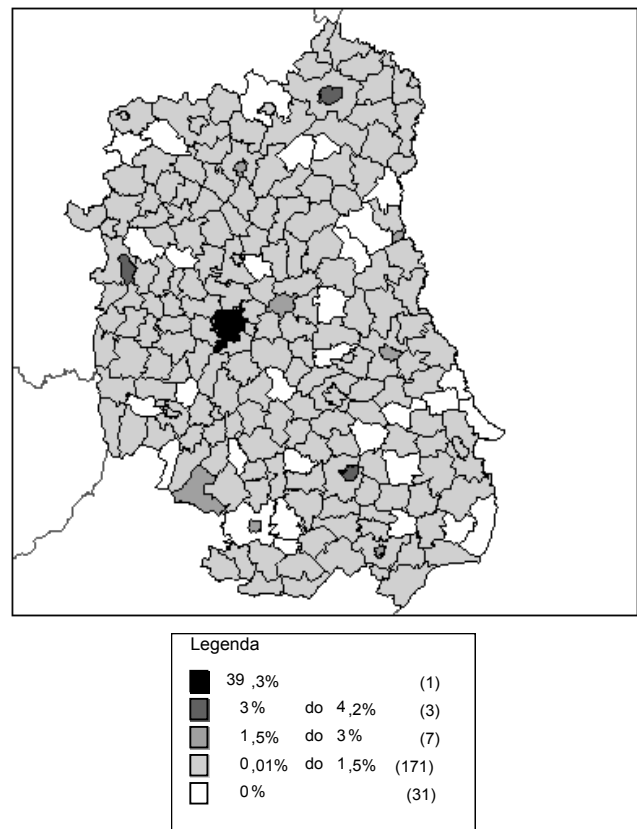 Legenda
39 ,3% (1)
3 % do 4 ,2% (3)
1 ,5% do 3 % (7)
0 ,01% do 1 ,5% (171)
0 % (31)